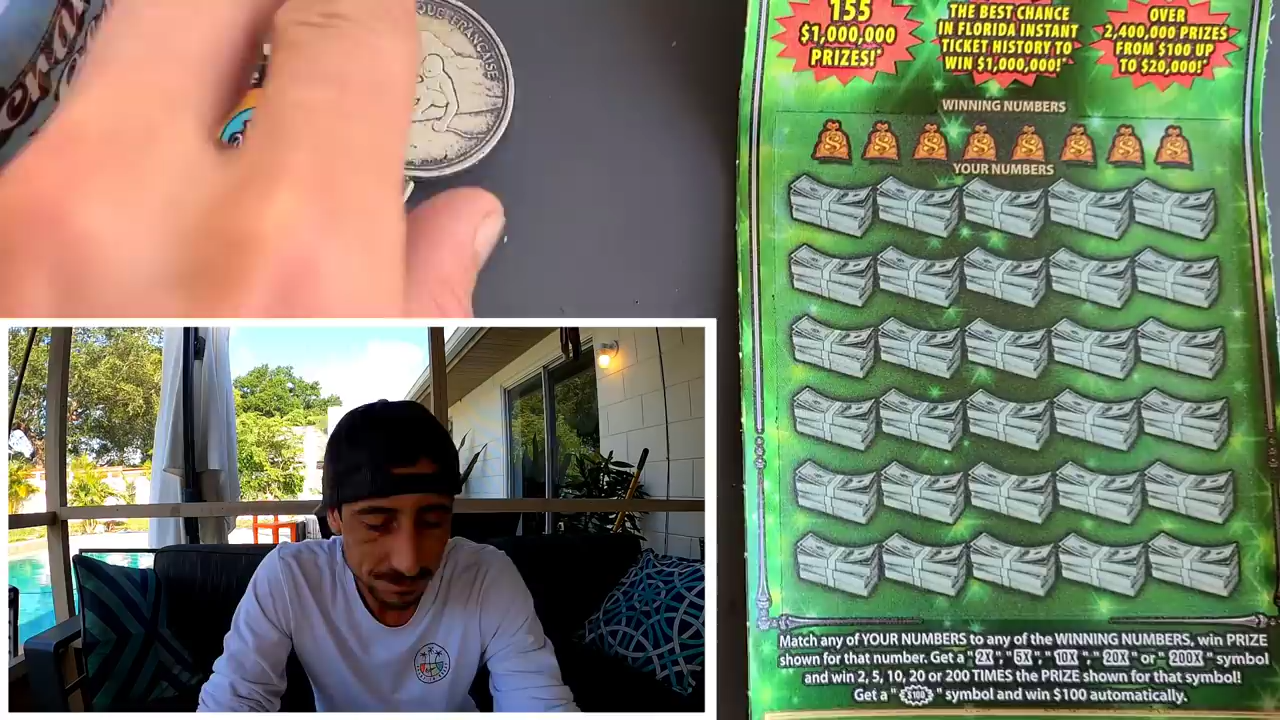 155
$1,000,000
PRIZES!*
THE BEST CHANCE
IN FLORIDA INSTANT
TICKET HISTORY TO
WIN $1,000,000!*
OVER
2,400,000 PRIZES
FROM $100 UP
TO $20,000!*
WINNING NUMBERS
YOUR NUMBERS
Match any of YOUR NUMBERS to any of the WINNING NUMBERS, win PRIZE
shown for that number. Get a "2X", "5X", "10X", "20X" or "200X" symbol
and win 2, 5, 10, 20 or 200 TIMES the PRIZE shown for that symbol!
Get a "$100" symbol and win $100 automatically.